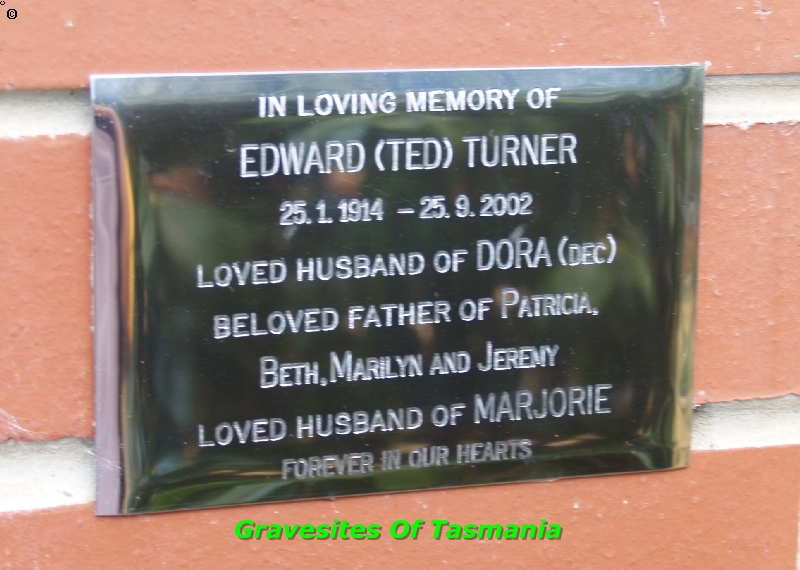 ©
IN LOVING MEMORY OF
EDWARD (TED) TURNER
25.1.1914 – 25.9.2002
LOVED HUSBAND OF DORA (DEC)
BELOVED FATHER OF PATRICIA,
BETH, MARILYN AND JEREMY
LOVED HUSBAND OF MARJORIE
FOREVER IN OUR HEARTS
Gravesites Of Tasmania